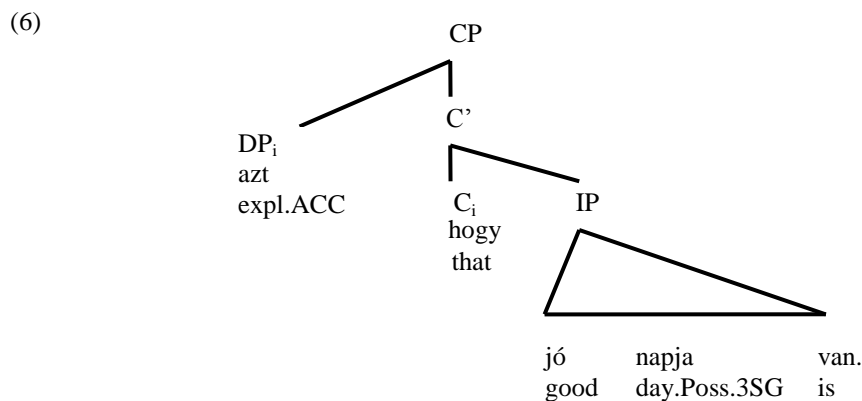 (6)
CP
C’
DPi
azt
expl.ACC
Ci IP
hogy
that
jó napja van.
good day.Poss.3SG is